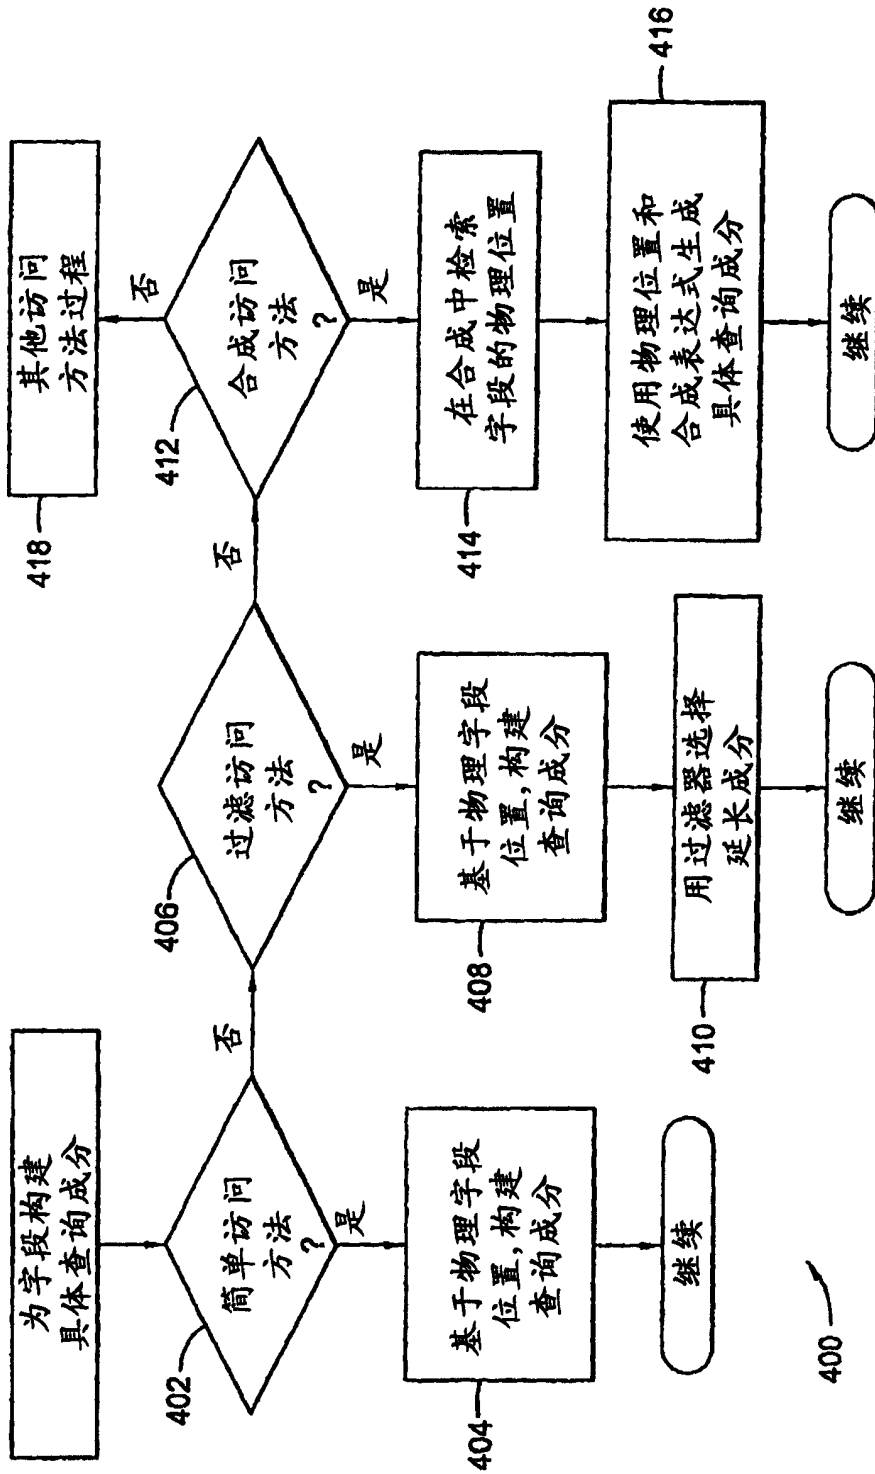 为字段构建
具体查询成分
402
简单访问
方法
?
是
否
404
基于物理字段
位置,构建
查询成分
继续
406
过滤访问
方法
?
是
否
408
基于物理字段
位置,构建
查询成分
410
用过滤器选择
延长成分
继续
412
合成访问
方法
?
否
是
418
其他访问
方法过程
414
在合成中检索
字段的物理位置
416
使用物理位置和
合成表达式生成
具体查询成分
继续
400